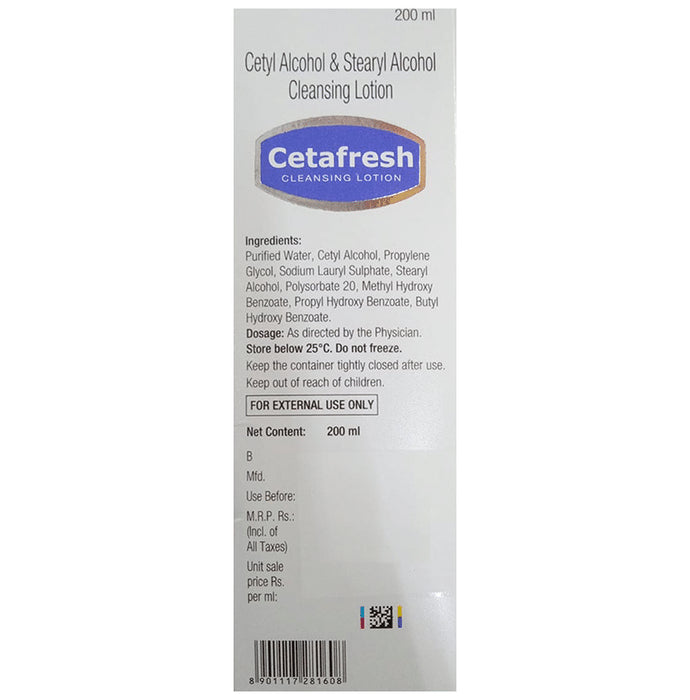 200 ml
Cetyl Alcohol & Stearyl Alcohol
Cleansing Lotion
Cetafresh
CLEANSING LOTION
Ingredients:
Purified Water, Cetyl Alcohol, Propylene
Glycol, Sodium Lauryl Sulphate, Stearyl
Alcohol, Polysorbate 20, Methyl Hydroxy
Benzoate, Propyl Hydroxy Benzoate, Butyl
Hydroxy Benzoate.
Dosage: As directed by the Physician.
Store below 25°C. Do not freeze.
Keep the container tightly closed after use.
Keep out of reach of children.
FOR EXTERNAL USE ONLY
Net Content: 200 ml
B
Mfd.
Use Before:
M.R.P. Rs.:
(Incl. of
All Taxes)
Unit sale
price Rs.
per ml:
8 901117 281608